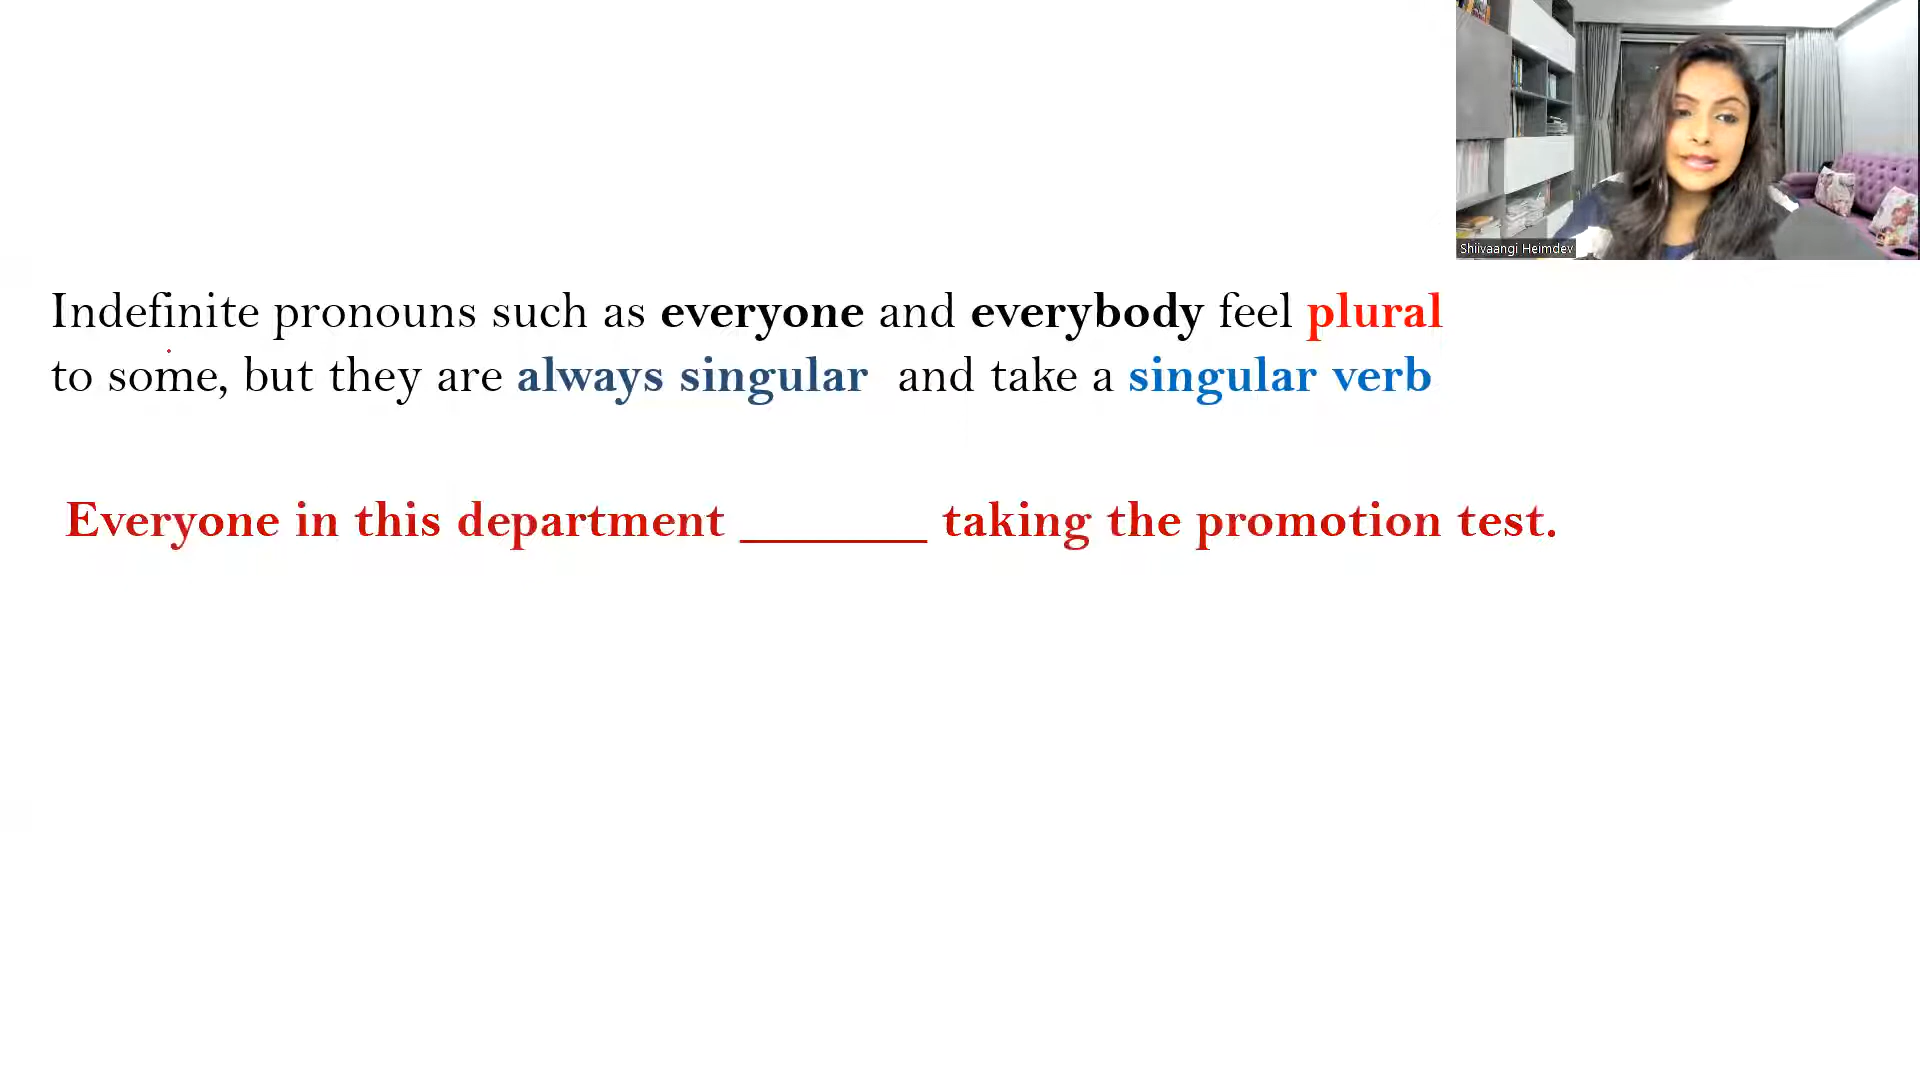 Shiivaangi Heimdev
Indefinite pronouns such as everyone and everybody feel plural
to some, but they are always singular and take a singular verb
Everyone in this department _______ taking the promotion test.